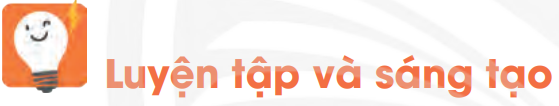 Luyện tập và sáng tạo